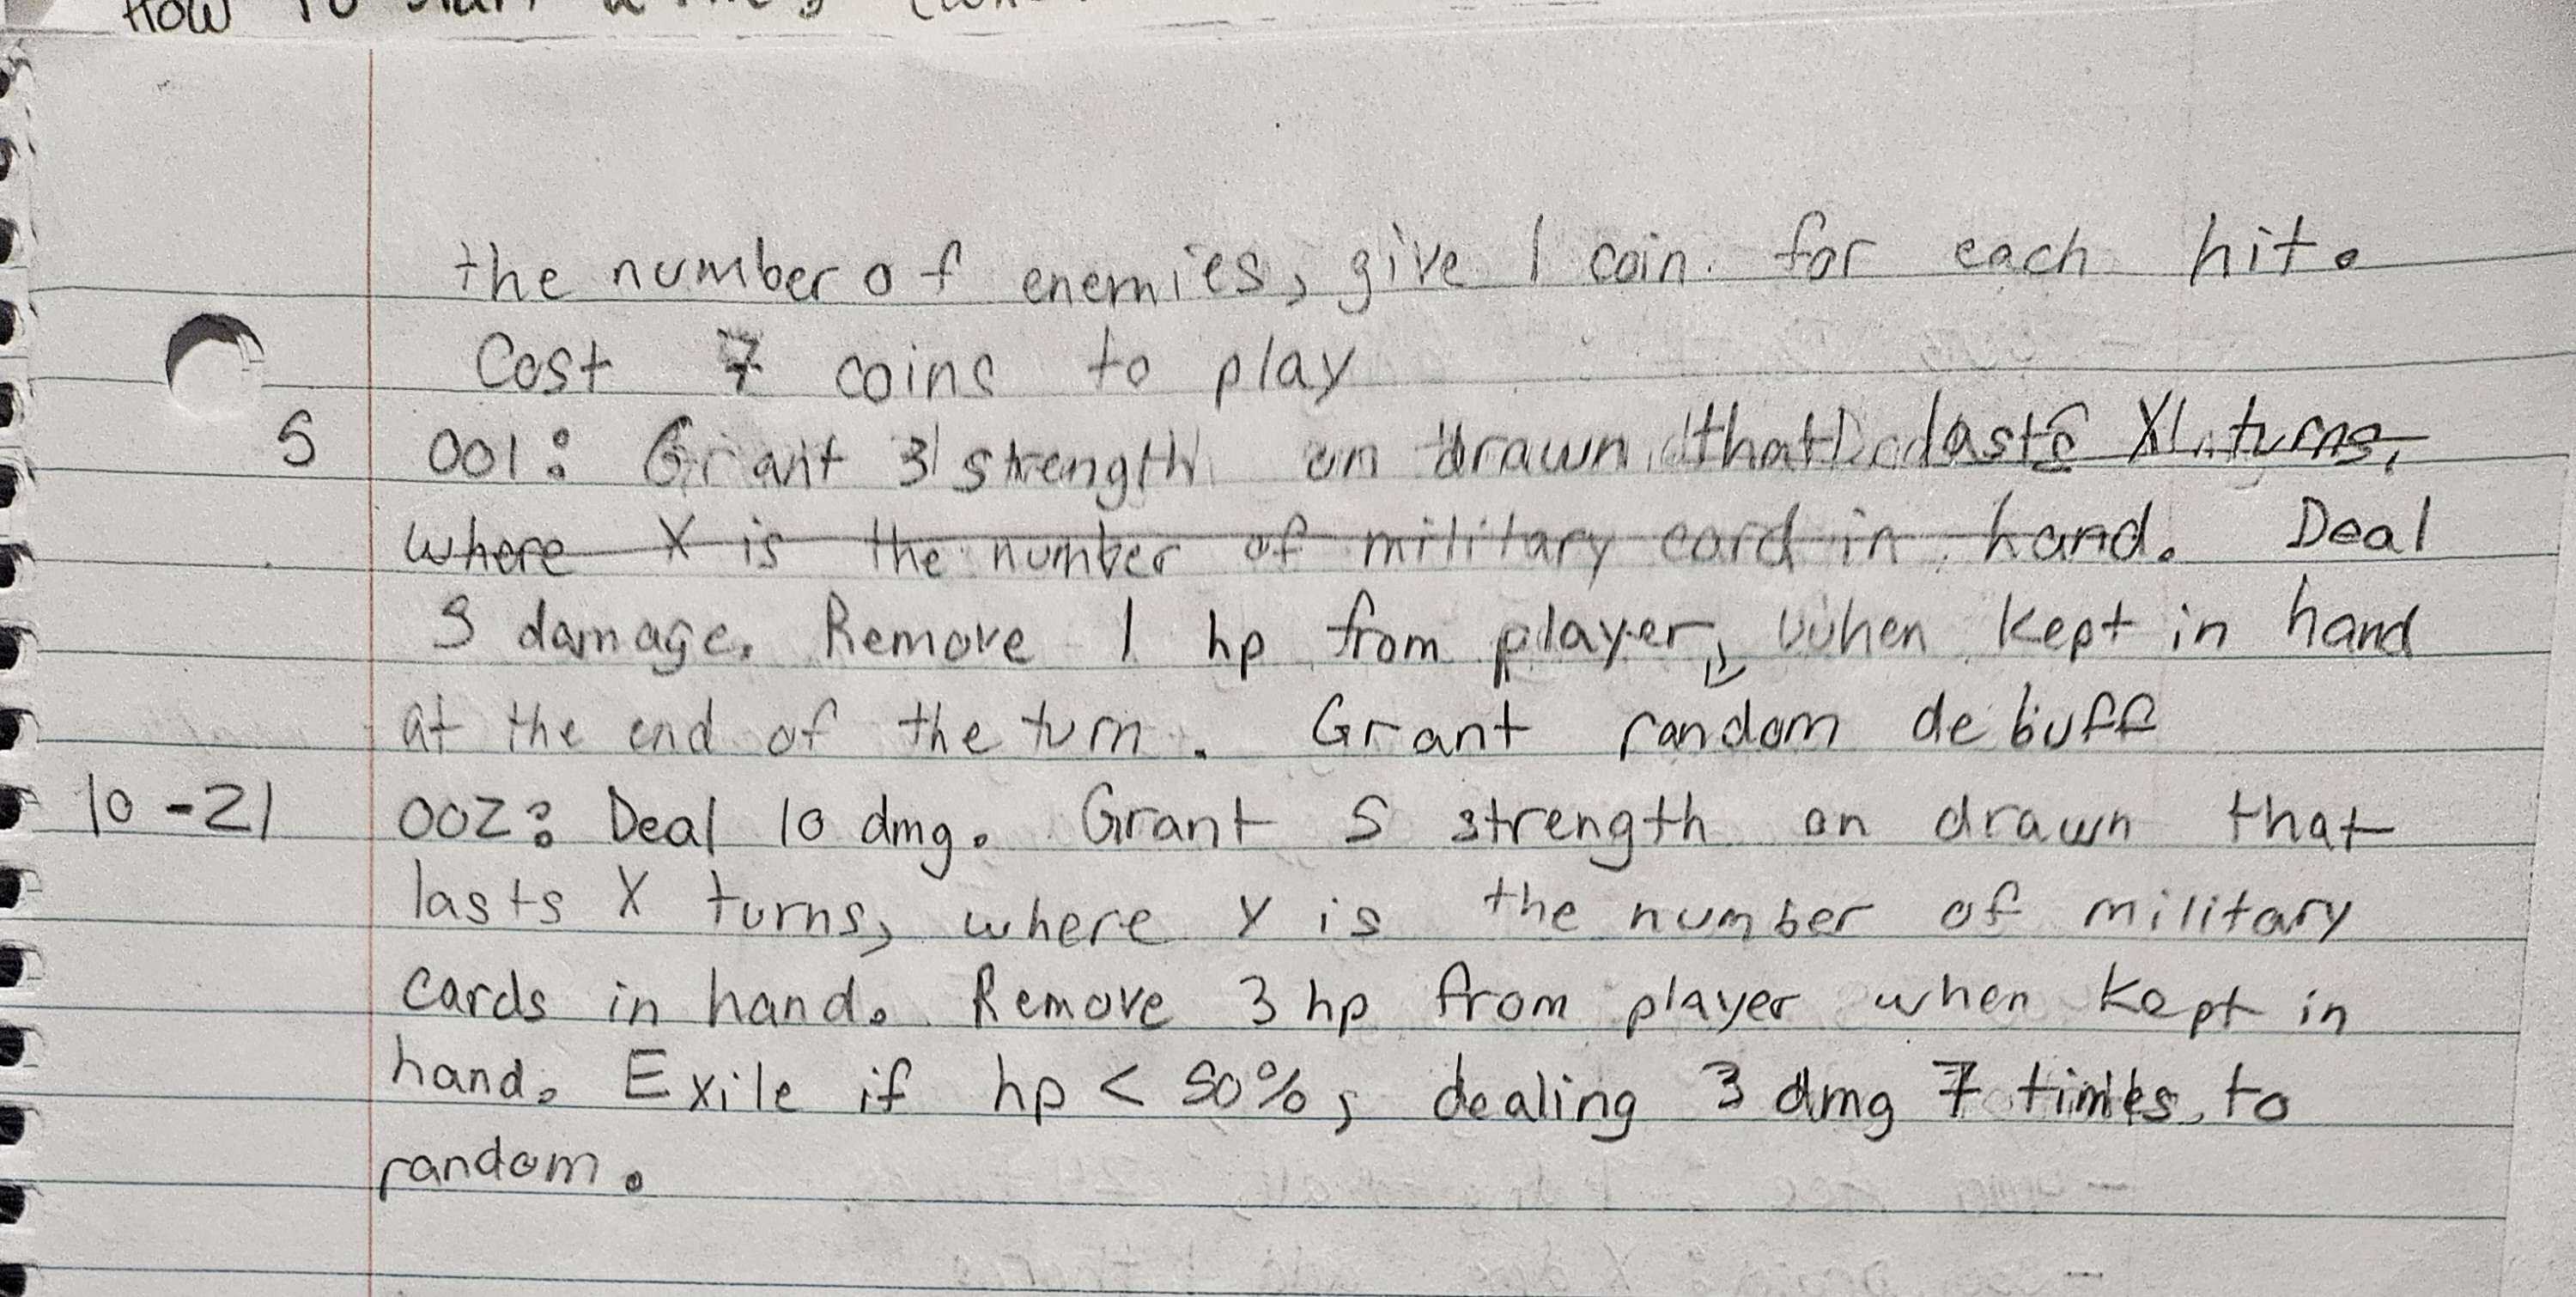 How to start a
the number of enemies, give 1 coin for each hit.
Cost 7 coins to play
5 001: Grant 3 strength on drawn that lasts X turns,
where X is the number of military card in hand. Deal
5 damage. Remove 1 hp from player, when kept in hand
at the end of the turn. Grant random debuff
10-21 002: Deal 10 dmg. Grant 5 strength on drawn that
lasts X turns, where X is the number of military
cards in hand. Remove 3 hp from player when kept in
hand. Exile if hp < 50%, dealing 3 dmg 7 times to
random.